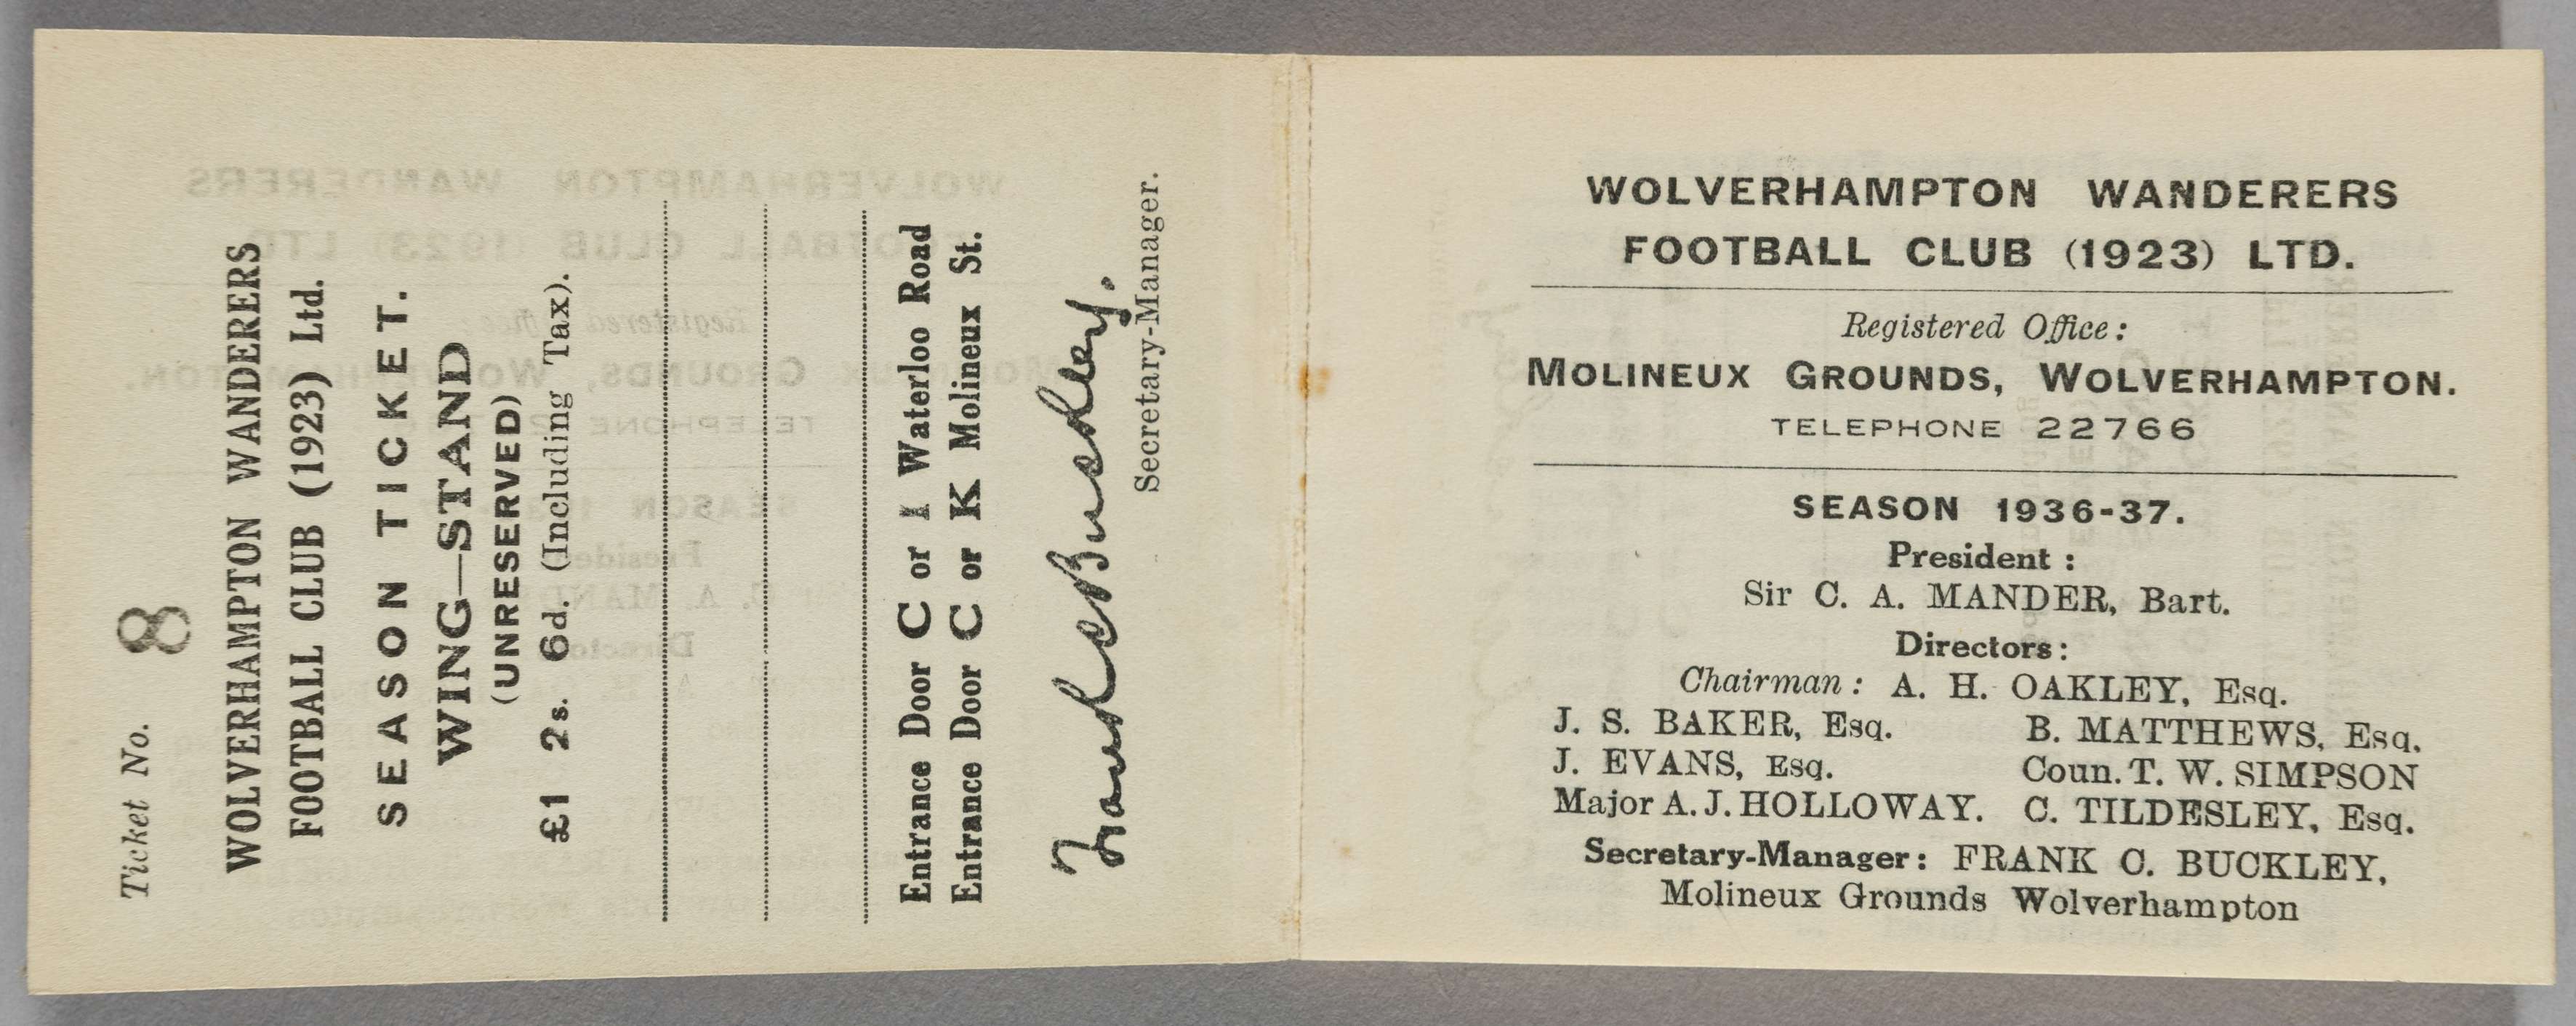 Ticket No. 8
WOLVERHAMPTON WANDERERS
FOOTBALL CLUB (1923) Ltd.
SEASON TICKET.
WING—STAND
(UNRESERVED)
£1 2s. 6d. (Including Tax).
Entrance Door C or I Waterloo Road
Entrance Door C or K Molineux St.
Frank C Buckley.
Secretary-Manager.
WOLVERHAMPTON WANDERERS
FOOTBALL CLUB (1923) LTD.
Registered Office:
MOLINEUX GROUNDS, WOLVERHAMPTON.
TELEPHONE 22766
SEASON 1936-37.
President:
Sir C. A. MANDER, Bart.
Directors:
Chairman: A. H. OAKLEY, Esq.
J. S. BAKER, Esq. B. MATTHEWS, Esq.
J. EVANS, Esq. Coun. T. W. SIMPSON
Major A. J. HOLLOWAY. C. TILDESLEY, Esq.
Secretary-Manager: FRANK C. BUCKLEY,
Molineux Grounds Wolverhampton